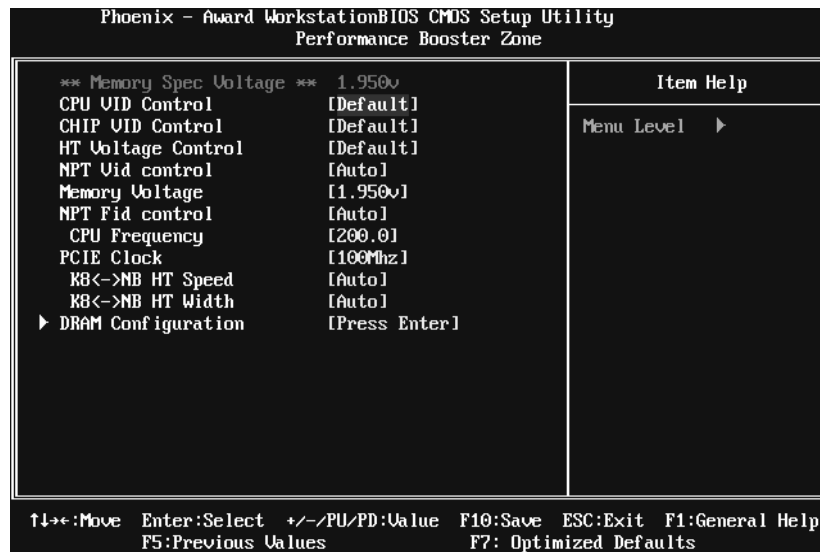 Phoenix - Award WorkstationBIOS CMOS Setup Utility
Performance Booster Zone
** Memory Spec Voltage ** 1.950v
CPU VID Control [Default]
CHIP VID Control [Default]
HT Voltage Control [Default]
NPT Vid control [Auto]
Memory Voltage [1.950v]
NPT Fid control [Auto]
CPU Frequency [200.0]
PCIE Clock [100Mhz]
K8<->NB HT Speed [Auto]
K8<->NB HT Width [Auto]
▶ DRAM Configuration [Press Enter]
Item Help
Menu Level ▶
↑↓→←:Move Enter:Select +/-/PU/PD:Value F10:Save ESC:Exit F1:General Help
F5:Previous Values F7: Optimized Defaults